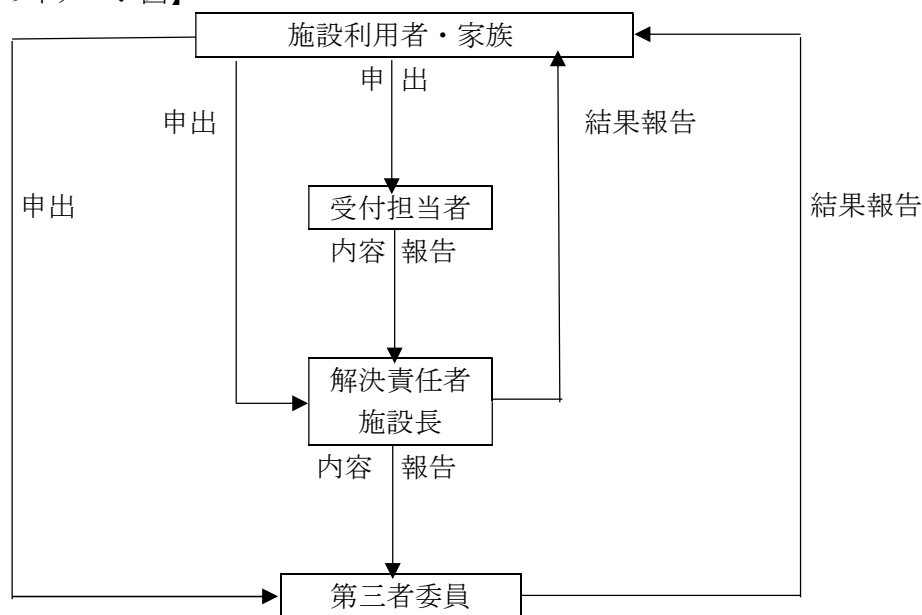 施設利用者・家族
申 出
申出
結果報告
申出
受付担当者
結果報告
内容 報告
解決責任者
施設長
内容 報告
第三者委員